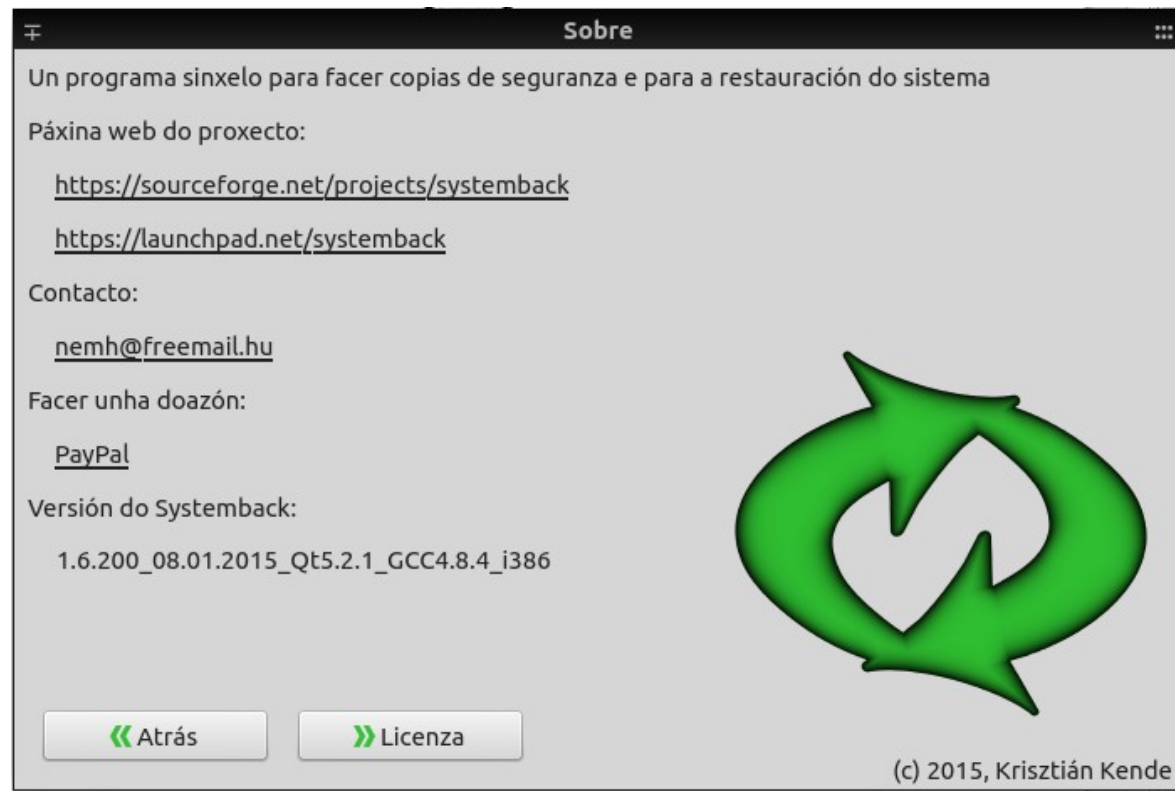 Sobre
Un programa sinxelo para facer copias de seguranza e para a restauración do sistema
Páxina web do proxecto:
https://sourceforge.net/projects/systemback
https://launchpad.net/systemback
Contacto:
nemh@freemail.hu
Facer unha doazón:
PayPal
Versión do Systemback:
1.6.200_08.01.2015_Qt5.2.1_GCC4.8.4_i386
Atrás
Licenza
(c) 2015, Krisztián Kende